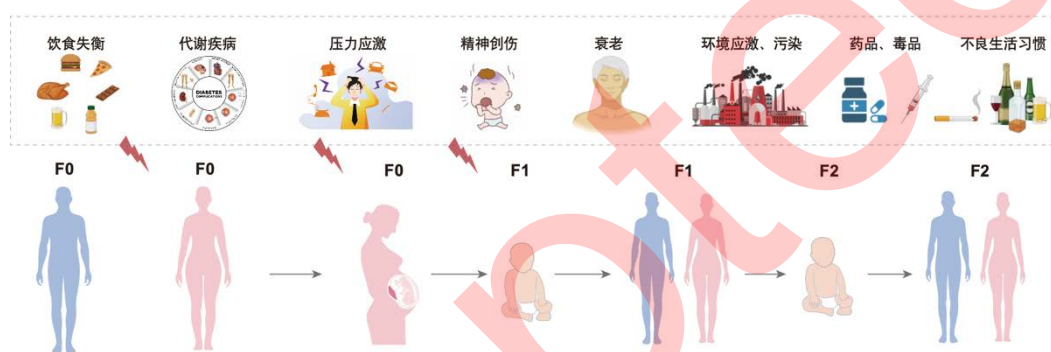 饮食失衡
代谢疾病
压力应激
精神创伤
衰老
环境应激、污染
药品、毒品
不良生活习惯
DIABETES
COMPLICATIONS
F0
F0
F0
F1
F1
F2
F2